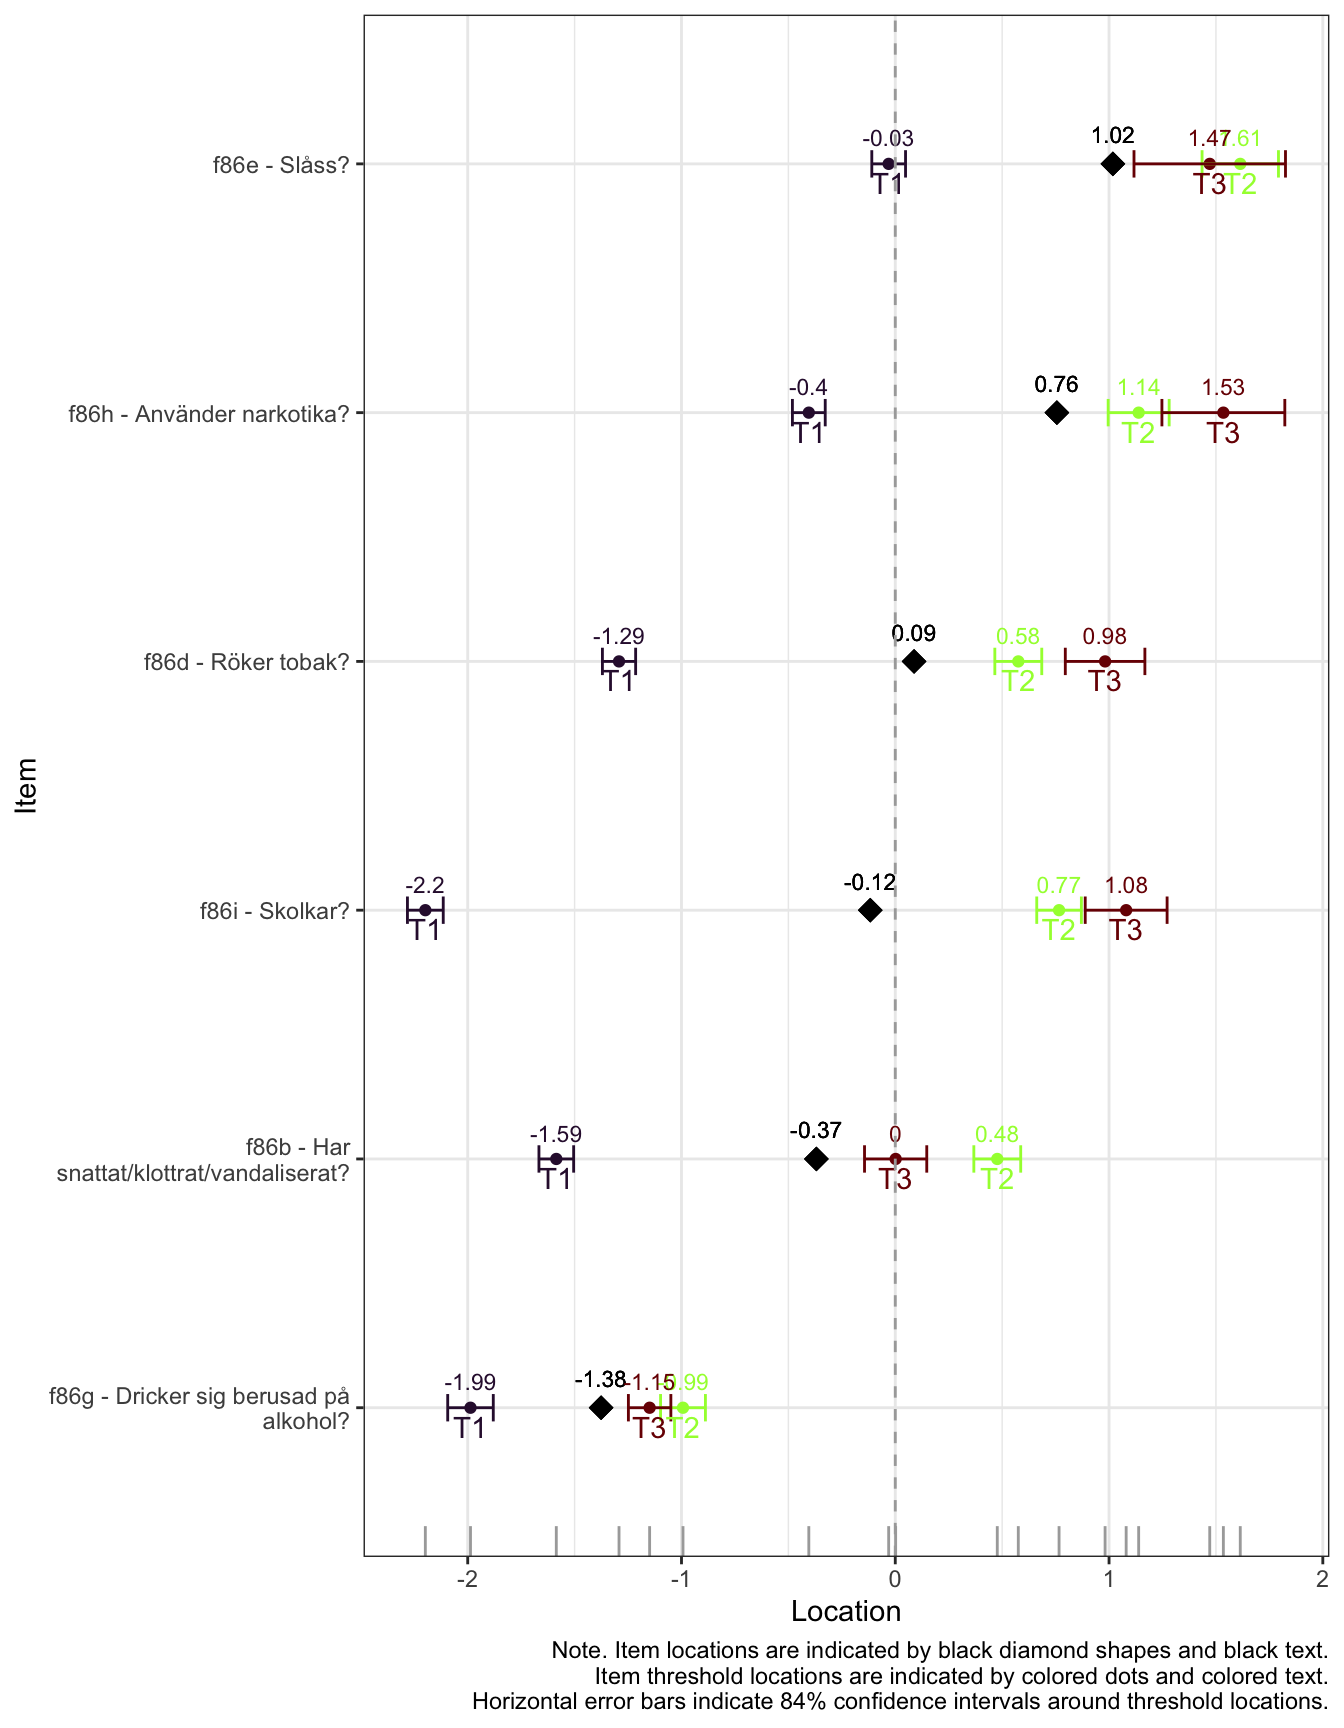 -0.03
1.02
1.47
1.61
f86e - Slåss?
T1
T3
T2
-0.4
0.76
1.14
1.53
f86h - Använder narkotika?
T1
T2
T3
-1.29
0.09
0.58
0.98
f86d - Röker tobak?
T1
T2
T3
Item
-2.2
-0.12
0.77
1.08
f86i - Skolkar?
T1
T2
T3
-1.59
-0.37
0
0.48
f86b - Har
snattat/klottrat/vandaliserat?
T1
T3
T2
-1.99
-1.38
-1.15
-0.99
f86g - Dricker sig berusad på
alkohol?
T1
T3
T2
-2
-1
0
1
2
Location
Note. Item locations are indicated by black diamond shapes and black text.
Item threshold locations are indicated by colored dots and colored text.
Horizontal error bars indicate 84% confidence intervals around threshold locations.